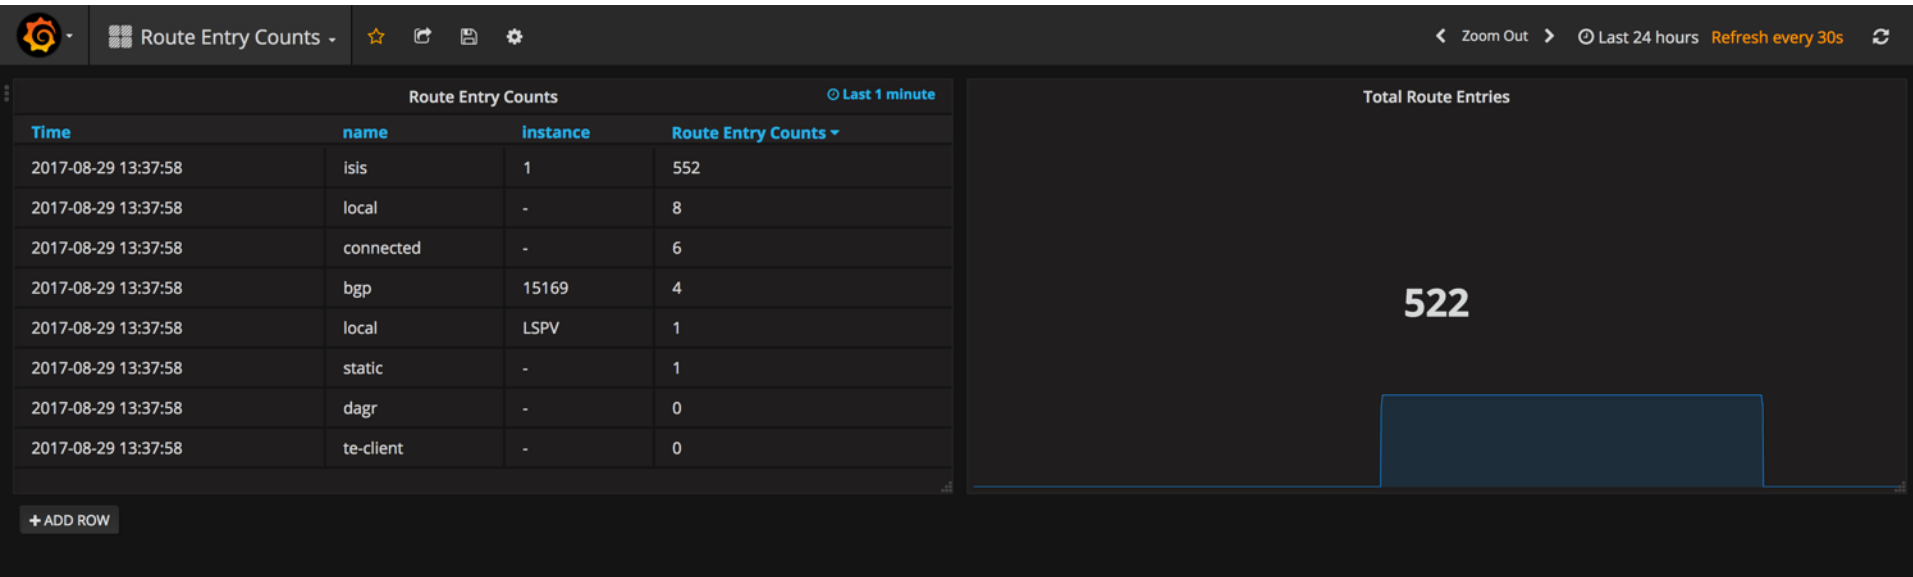 Route Entry Counts
Zoom Out Last 24 hours Refresh every 30s
Route Entry Counts Last 1 minute
Time name instance Route Entry Counts
2017-08-29 13:37:58 isis 1 552
2017-08-29 13:37:58 local - 8
2017-08-29 13:37:58 connected - 6
2017-08-29 13:37:58 bgp 15169 4
2017-08-29 13:37:58 local LSPV 1
2017-08-29 13:37:58 static - 1
2017-08-29 13:37:58 dagr - 0
2017-08-29 13:37:58 te-client - 0
Total Route Entries
522
+ ADD ROW